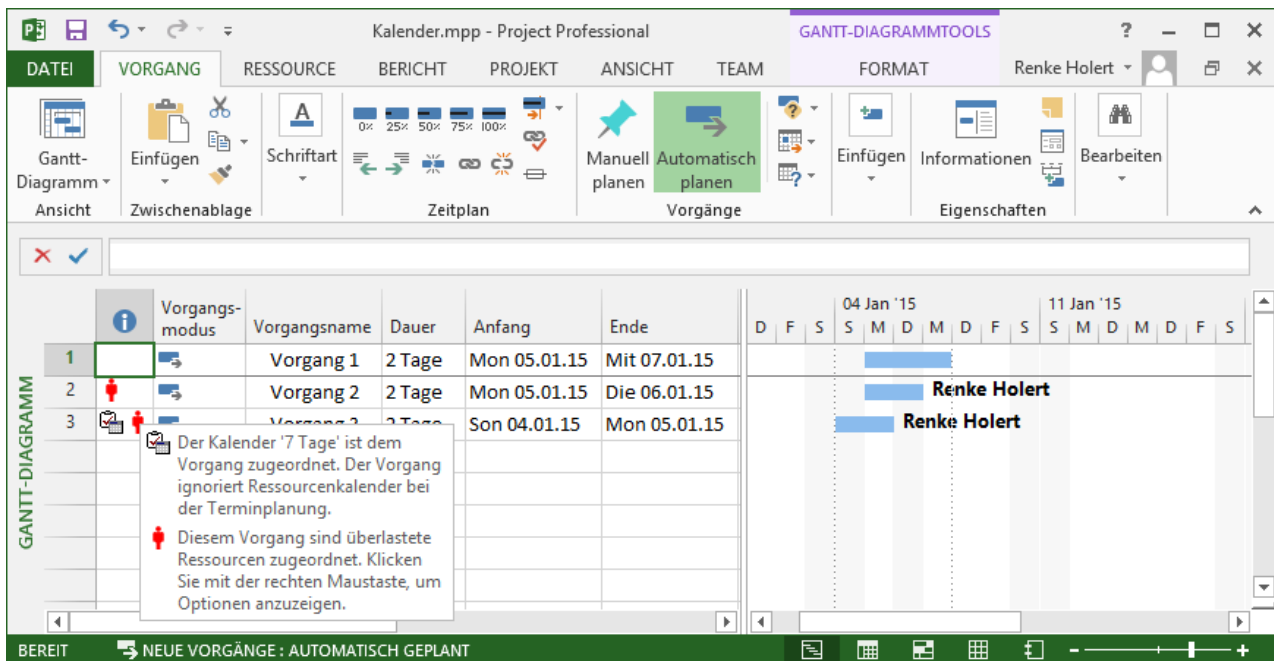 Kalender.mpp - Project Professional
GANTT-DIAGRAMMTOOLS
?
DATEI VORGANG RESSOURCE BERICHT PROJEKT ANSICHT TEAM FORMAT Renke Holert
0% 25% 50% 75% 100%
Gantt-
Diagramm
Einfügen
Schriftart
Manuell
planen
Automatisch
planen
Einfügen
Informationen
Bearbeiten
Ansicht Zwischenablage Zeitplan Vorgänge Eigenschaften
Vorgangs-
modus
Vorgangsname Dauer Anfang Ende
04 Jan '15 11 Jan '15
D F S S M D M D F S S M D M D F S
1 Vorgang 1 2 Tage Mon 05.01.15 Mit 07.01.15
2 Vorgang 2 2 Tage Mon 05.01.15 Die 06.01.15 Renke Holert
3 Vorgang 3 2 Tage Son 04.01.15 Mon 05.01.15 Renke Holert
Der Kalender '7 Tage' ist dem
Vorgang zugeordnet. Der Vorgang
ignoriert Ressourcenkalender bei
der Terminplanung.
Diesem Vorgang sind überlastete
Ressourcen zugeordnet. Klicken
Sie mit der rechten Maustaste, um
Optionen anzuzeigen.
GANTT-DIAGRAMM
BEREIT NEUE VORGÄNGE : AUTOMATISCH GEPLANT